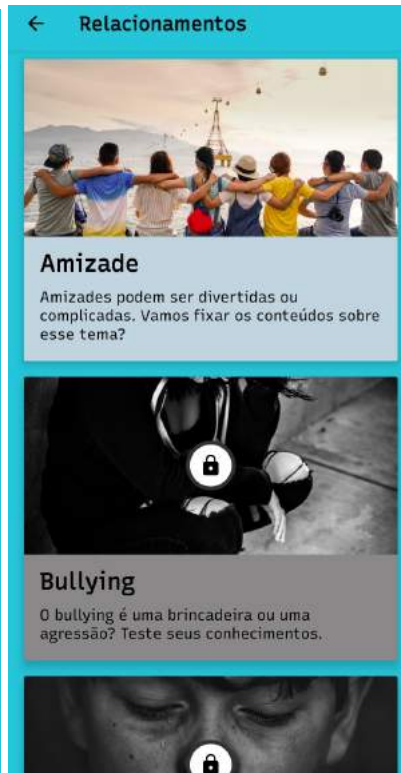 Relacionamentos
Amizade
Amizades podem ser divertidas ou
complicadas. Vamos fixar os conteúdos sobre
esse tema?
Bullying
O bullying é uma brincadeira ou uma
agressão? Teste seus conhecimentos.